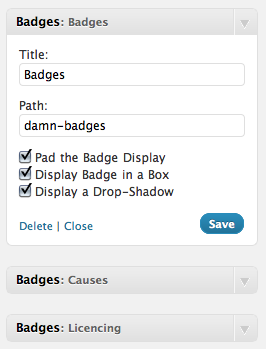 Badges: Badges
Title:
Badges
Path:
damn-badges
Pad the Badge Display
Display Badge in a Box
Display a Drop-Shadow
Delete | Close
Save
Badges: Causes
Badges: Licencing